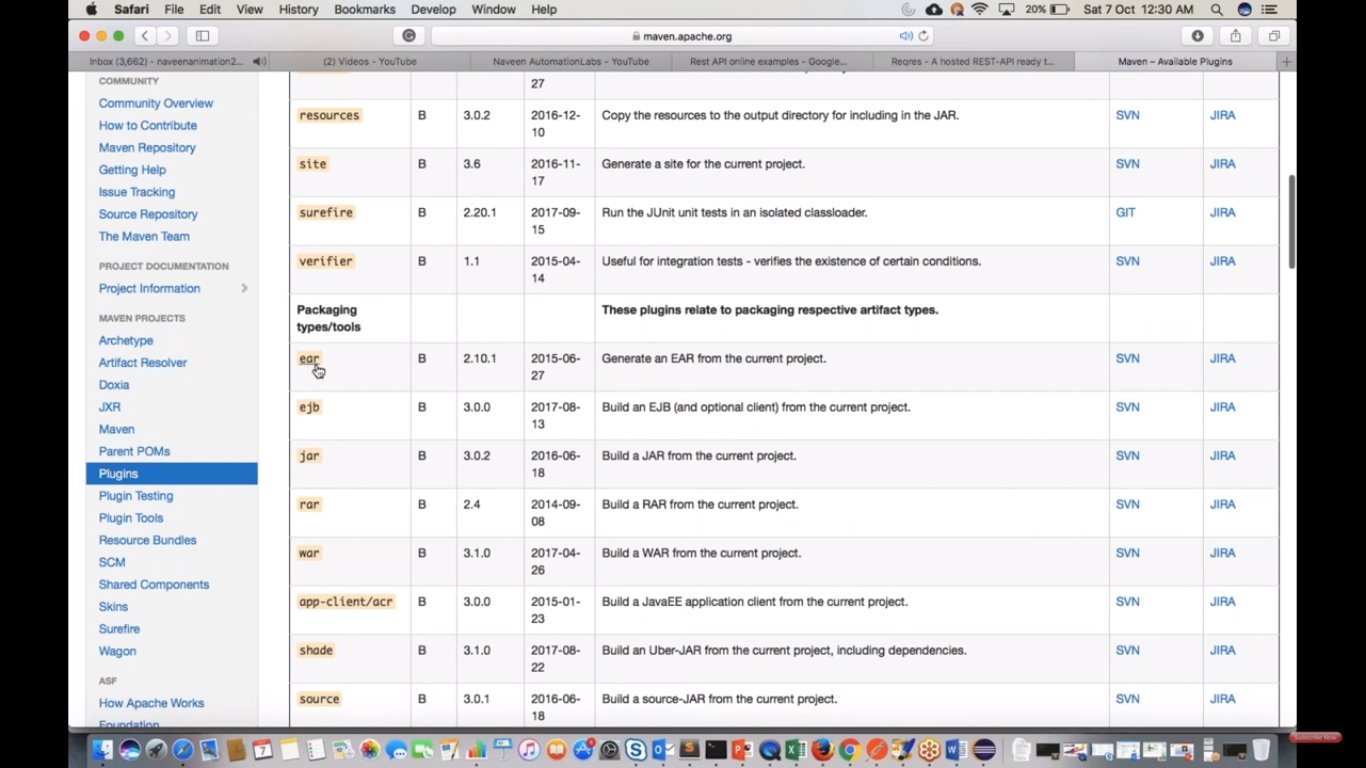 Safari File Edit View History Bookmarks Develop Window Help 20% Sat 7 Oct 12:30 AM
maven.apache.org
Inbox (3,662) - naveenanimation2... (2) Videos - YouTube Naveen AutomationLabs - YouTube Rest API online examples - Google... Reqres - A hosted REST-API ready t... Maven – Available Plugins
COMMUNITY
Community Overview
How to Contribute
Maven Repository
Getting Help
Issue Tracking
Source Repository
The Maven Team
PROJECT DOCUMENTATION
Project Information
MAVEN PROJECTS
Archetype
Artifact Resolver
Doxia
JXR
Maven
Parent POMs
Plugins
Plugin Testing
Plugin Tools
Resource Bundles
SCM
Shared Components
Skins
Surefire
Wagon
ASF
How Apache Works
Foundation
27
resources B 3.0.2 2016-12- Copy the resources to the output directory for including in the JAR. SVN JIRA
10
site B 3.6 2016-11- Generate a site for the current project. SVN JIRA
17
surefire B 2.20.1 2017-09- Run the JUnit unit tests in an isolated classloader. GIT JIRA
15
verifier B 1.1 2015-04- Useful for integration tests - verifies the existence of certain conditions. SVN JIRA
14
Packaging These plugins relate to packaging respective artifact types.
types/tools
ear B 2.10.1 2015-06- Generate an EAR from the current project. SVN JIRA
27
ejb B 3.0.0 2017-08- Build an EJB (and optional client) from the current project. SVN JIRA
13
jar B 3.0.2 2016-06- Build a JAR from the current project. SVN JIRA
18
rar B 2.4 2014-09- Build a RAR from the current project. SVN JIRA
08
war B 3.1.0 2017-04- Build a WAR from the current project. SVN JIRA
26
app-client/acr B 3.0.0 2015-01- Build a JavaEE application client from the current project. SVN JIRA
23
shade B 3.1.0 2017-08- Build an Uber-JAR from the current project, including dependencies. SVN JIRA
22
source B 3.0.1 2016-06- Build a source-JAR from the current project. SVN JIRA
18
Subscribe Now